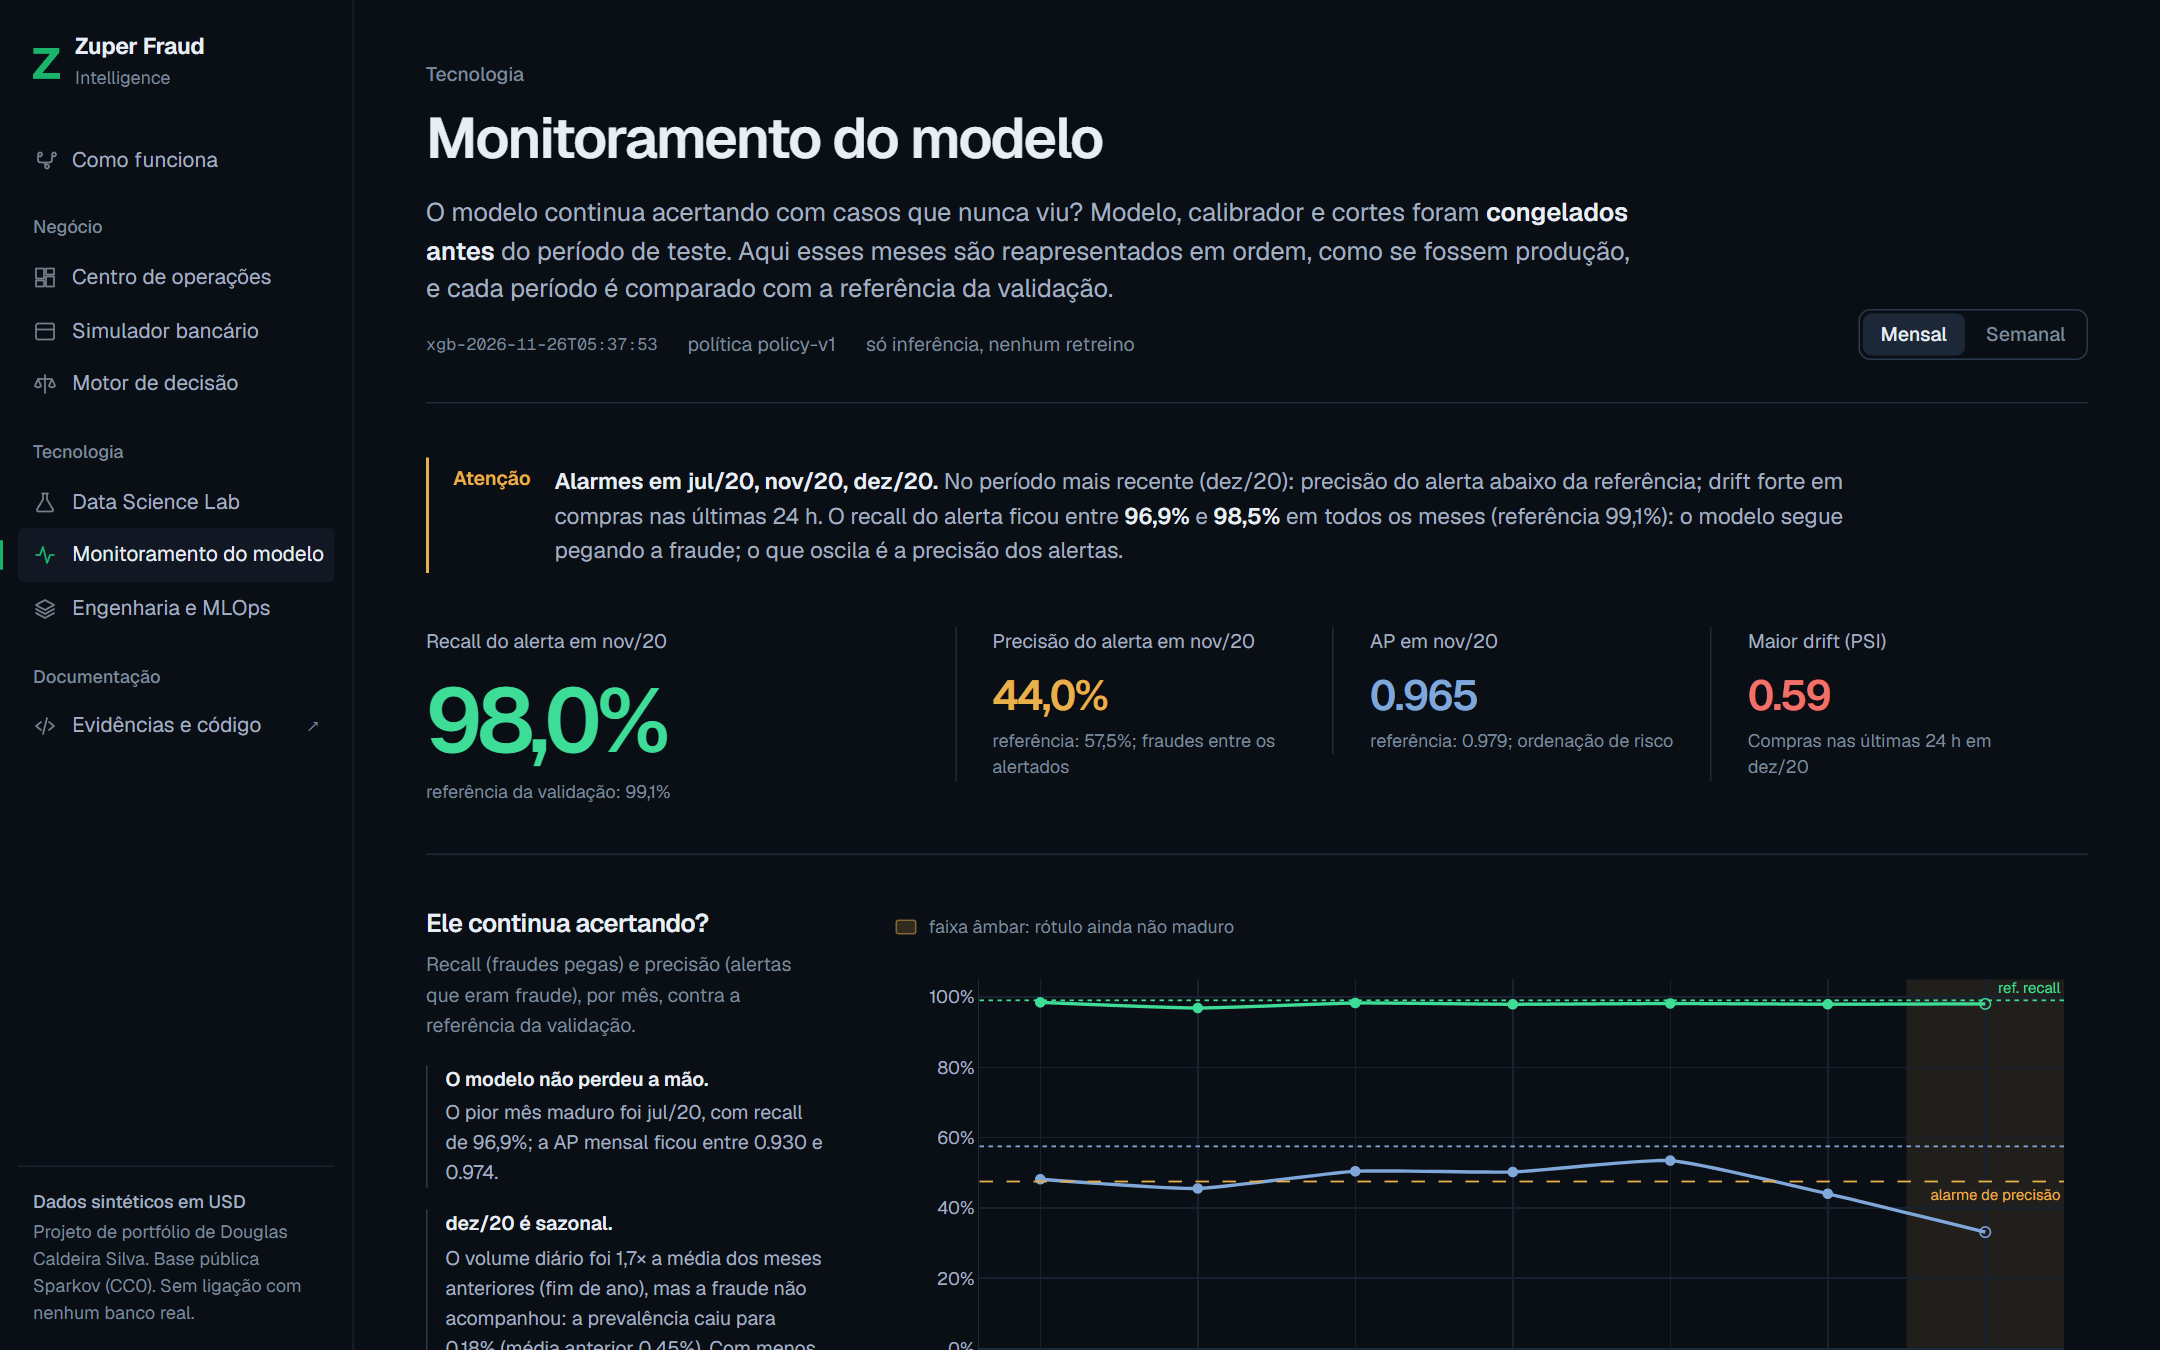 Zuper Fraud
Intelligence
Como funciona
Negócio
Centro de operações
Simulador bancário
Motor de decisão
Tecnologia
Data Science Lab
Monitoramento do modelo
Engenharia e MLOps
Documentação
Evidências e código ↗
Dados sintéticos em USD
Projeto de portfólio de Douglas
Caldeira Silva. Base pública
Sparkov (CC0). Sem ligação com
nenhum banco real.
Tecnologia
Monitoramento do modelo
O modelo continua acertando com casos que nunca viu? Modelo, calibrador e cortes foram congelados
antes do período de teste. Aqui esses meses são reapresentados em ordem, como se fossem produção,
e cada período é comparado com a referência da validação.
xgb-2026-11-26T05:37:53 política policy-v1 só inferência, nenhum retreino
Mensal Semanal
Atenção
Alarmes em jul/20, nov/20, dez/20. No período mais recente (dez/20): precisão do alerta abaixo da referência; drift forte em
compras nas últimas 24 h. O recall do alerta ficou entre 96,9% e 98,5% em todos os meses (referência 99,1%): o modelo segue
pegando a fraude; o que oscila é a precisão dos alertas.
Recall do alerta em nov/20
98,0%
referência da validação: 99,1%
Precisão do alerta em nov/20
44,0%
referência: 57,5%; fraudes entre os
alertados
AP em nov/20
0.965
referência: 0.979; ordenação de risco
Maior drift (PSI)
0.59
Compras nas últimas 24 h em
dez/20
Ele continua acertando?
Recall (fraudes pegas) e precisão (alertas
que eram fraude), por mês, contra a
referência da validação.
O modelo não perdeu a mão.
O pior mês maduro foi jul/20, com recall
de 96,9%; a AP mensal ficou entre 0.930 e
0.974.
dez/20 é sazonal.
O volume diário foi 1,7× a média dos meses
anteriores (fim de ano), mas a fraude não
acompanhou: a prevalência caiu para
0,18% (média anterior 0,45%). Com menos
faixa âmbar: rótulo ainda não maduro
100%
ref. recall
80%
60%
alarme de precisão
40%
20%
0%